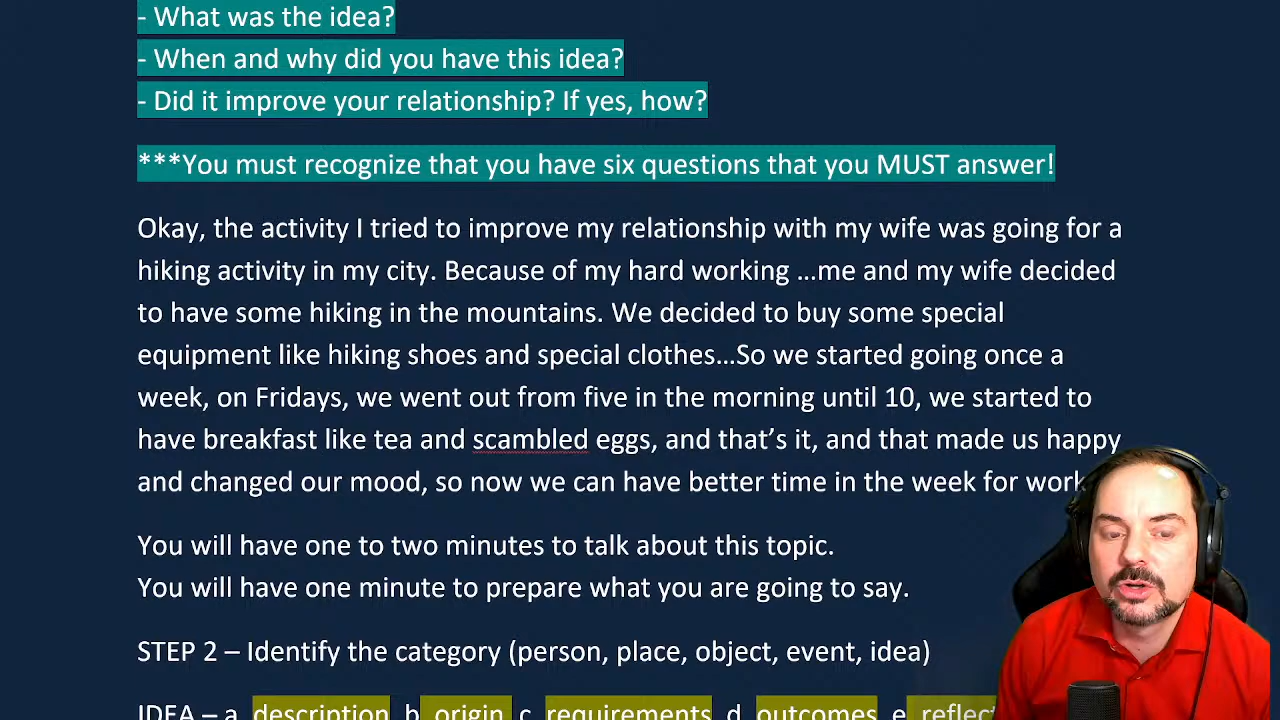 - What was the idea?
- When and why did you have this idea?
- Did it improve your relationship? If yes, how?
***You must recognize that you have six questions that you MUST answer!
Okay, the activity I tried to improve my relationship with my wife was going for a
hiking activity in my city. Because of my hard working …me and my wife decided
to have some hiking in the mountains. We decided to buy some special
equipment like hiking shoes and special clothes…So we started going once a
week, on Fridays, we went out from five in the morning until 10, we started to
have breakfast like tea and scambled eggs, and that’s it, and that made us happy
and changed our mood, so now we can have better time in the week for work
You will have one to two minutes to talk about this topic.
You will have one minute to prepare what you are going to say.
STEP 2 – Identify the category (person, place, object, event, idea)
IDEA – a description b origin c requirements d outcomes e